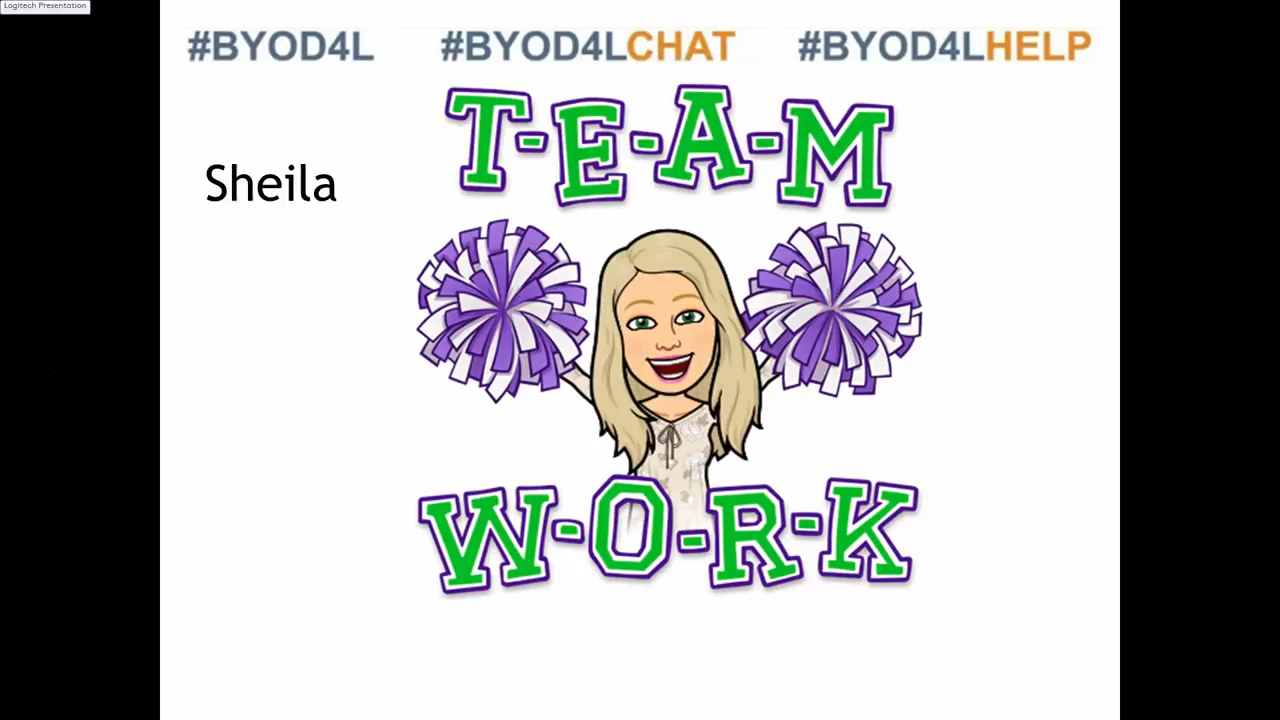 Logitech Presentation
#BYOD4L #BYOD4LCHAT #BYOD4LHELP
T-E-A-M
Sheila
W-O-R-K